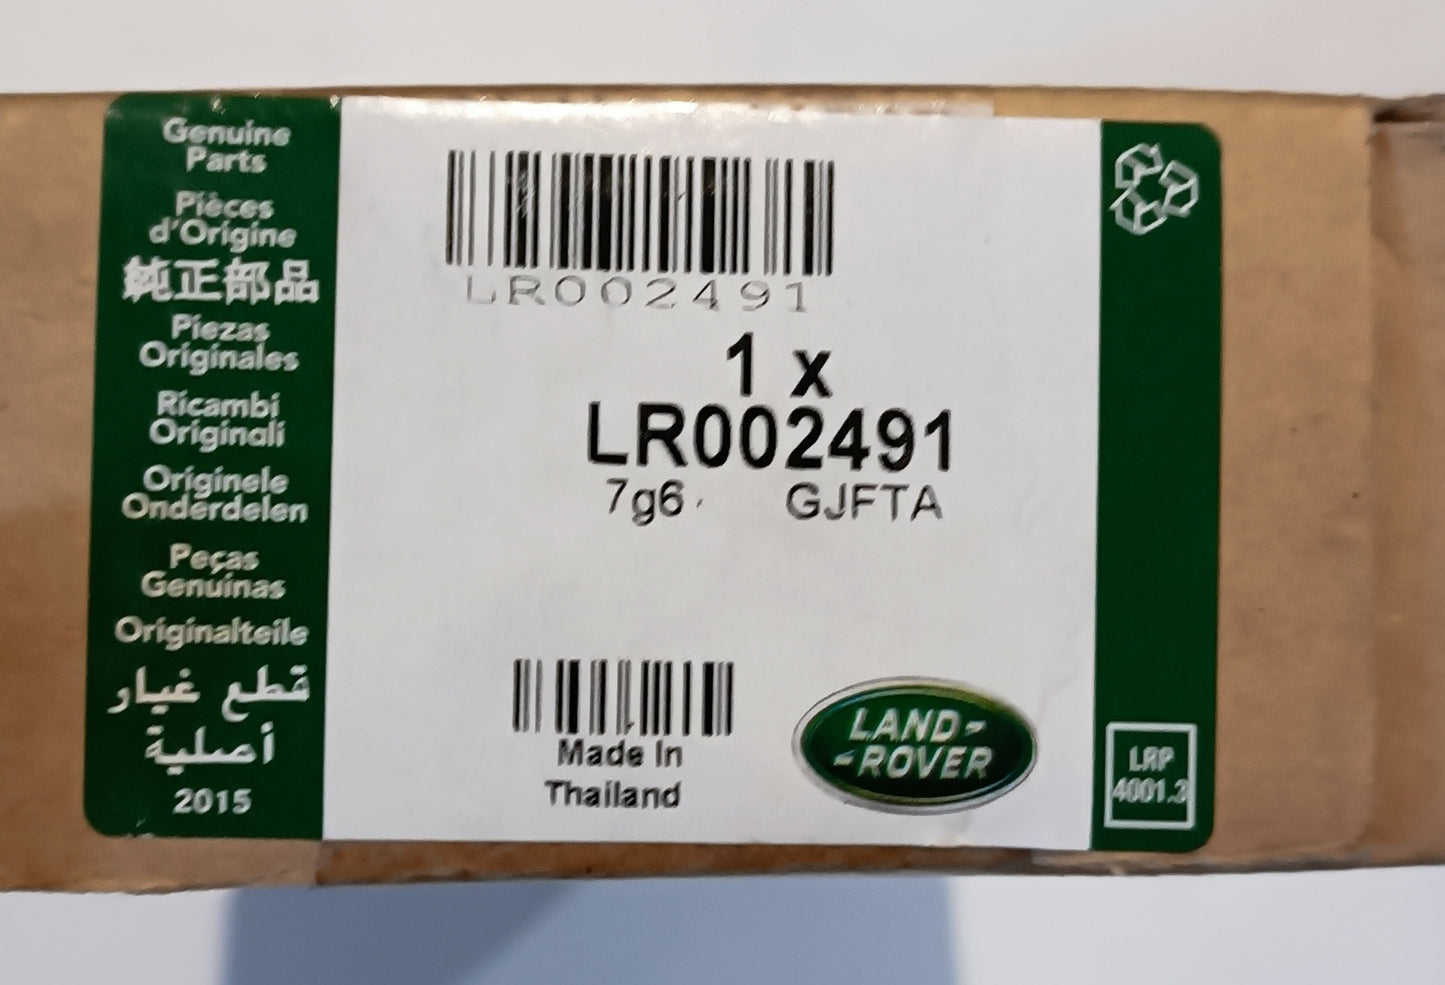 Genuine
Parts
Pièces
d'Origine
純正部品
Piezas
Originales
Ricambi
Originali
Originele
Onderdelen
Peças
Genuínas
Originalteile
قطع غيار
أصلية
2015
LR002491
1 x
LR002491
7g6 GJFTA
Made In
Thailand
LAND-
-ROVER
LRP
4001.3